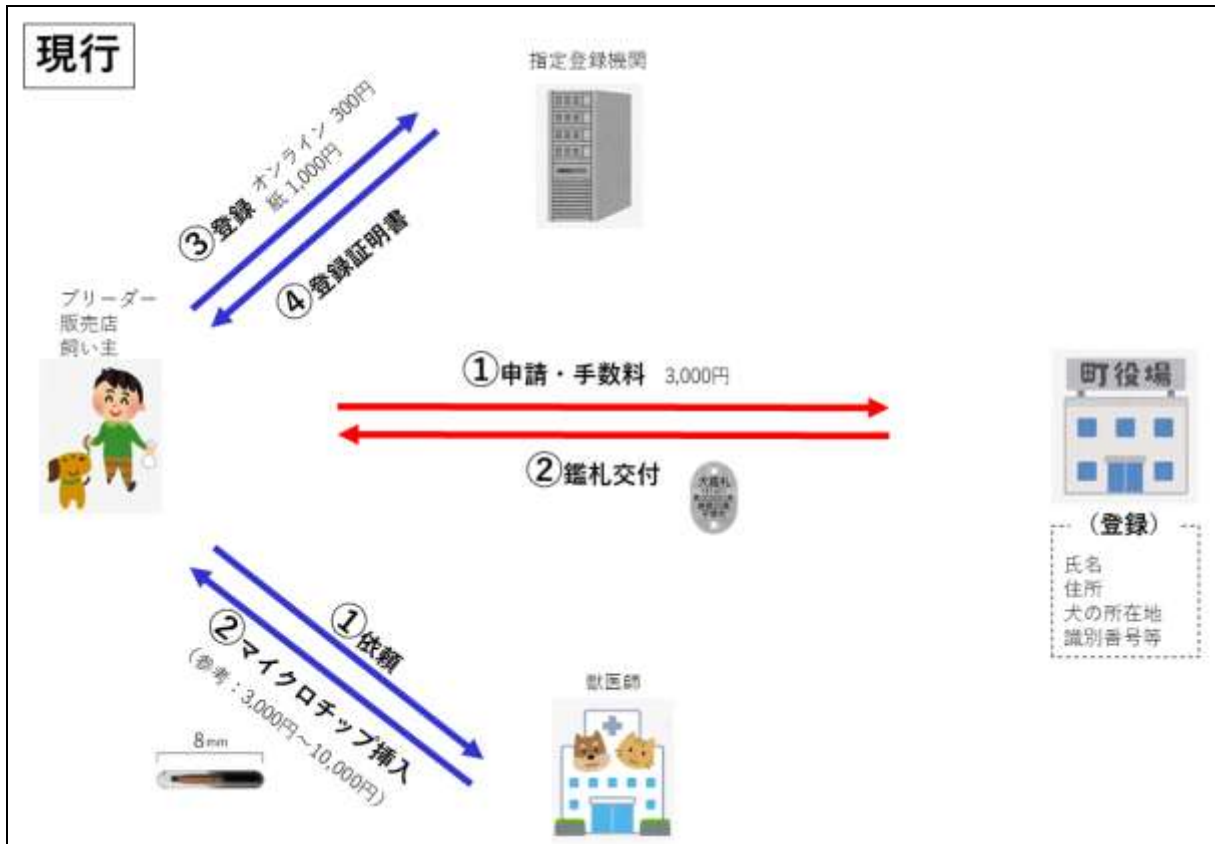 現行
指定登録機関
③登録 オンライン 300円
紙 1,000円
④登録証明書
ブリーダー
販売店
飼い主
①申請・手数料 3,000円
②鑑札交付
犬鑑札
町役場
(登録)
氏名
住所
犬の所在地
識別番号等
①依頼
②マイクロチップ挿入
(参考:3,000円~10,000円)
獣医師
8mm